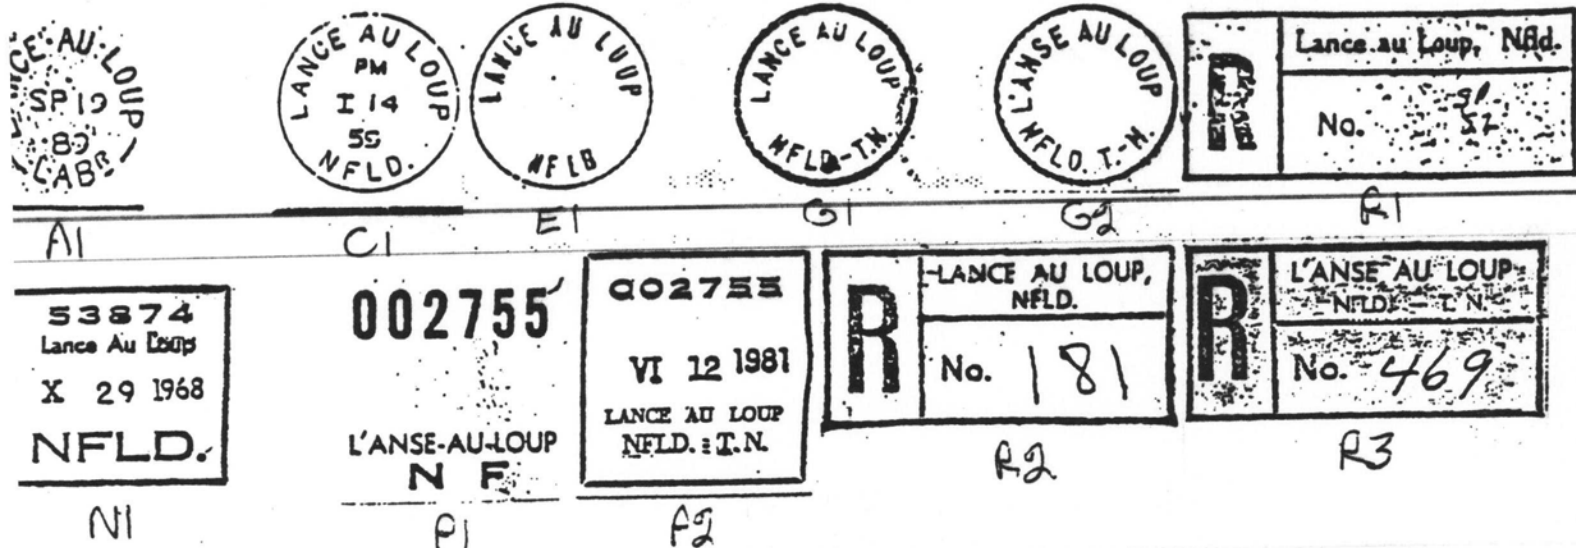 CE·AU·LOUP
SP 19
89
LABR
A1
LANCE AU LOUP
PM
I 14
59
NFLD.
C1
LANCE AU LUUP
NFLB
E1
LANCE AU LOUP
NFLD-T.N.
G1
L'ANSE AU LOUP
NFLD. T.-N.
G2
R
Lance au Loup, Nfld.
No.
R1
53874
Lance Au Loup
X 29 1968
NFLD.
N1
002755
L'ANSE-AU-LOUP
N F
P1
002755
VI 12 1981
LANCE AU LOUP
NFLD. : T.N.
P2
R
LANCE AU LOUP,
NFLD.
No. 181
R2
R
L'ANSE AU LOUP
NFLD. - T. N.
No. 469
R3